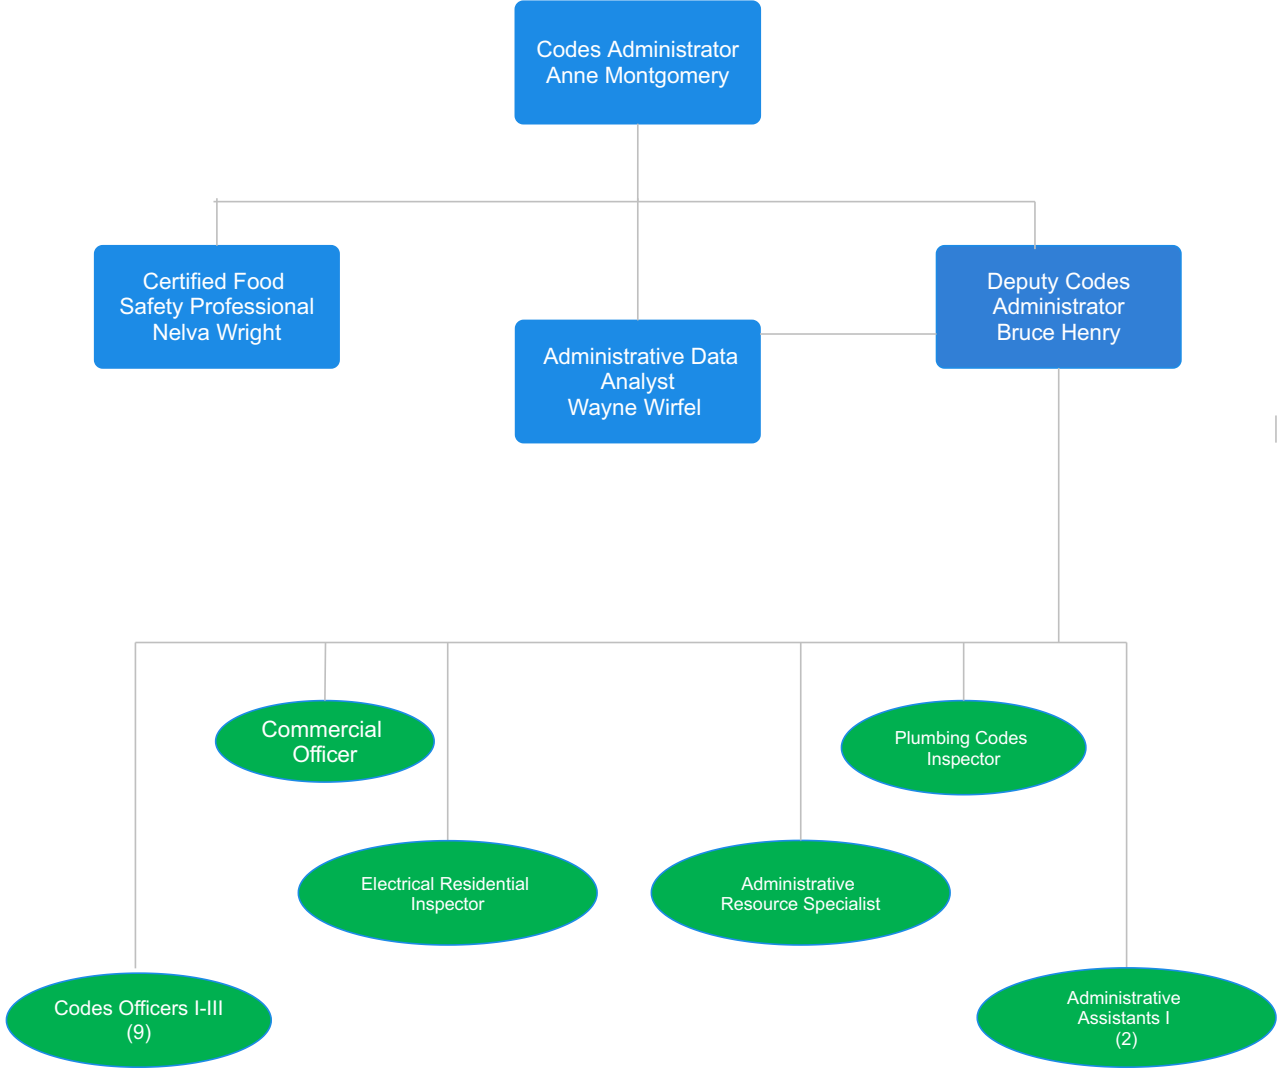 Codes Administrator
Anne Montgomery
Certified Food
Safety Professional
Nelva Wright
Administrative Data
Analyst
Wayne Wirfel
Deputy Codes
Administrator
Bruce Henry
Commercial
Officer
Plumbing Codes
Inspector
Electrical Residential
Inspector
Administrative
Resource Specialist
Codes Officers I-III
(9)
Administrative
Assistants I
(2)